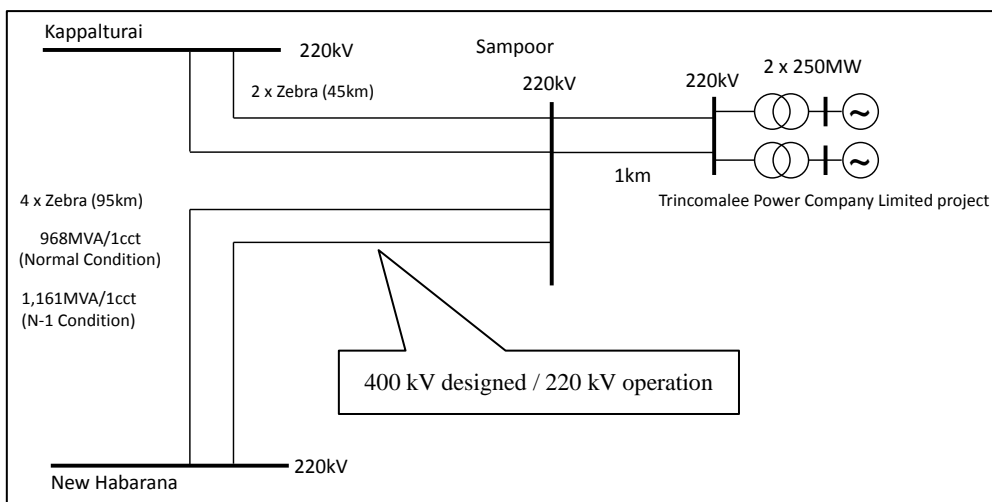 Kappalturai
220kV
Sampoor
2 x 250MW
220kV
220kV
2 x Zebra (45km)
~
~
1km
Trincomalee Power Company Limited project
4 x Zebra (95km)
968MVA/1cct
(Normal Condition)
1,161MVA/1cct
(N-1 Condition)
400 kV designed / 220 kV operation
220kV
New Habarana